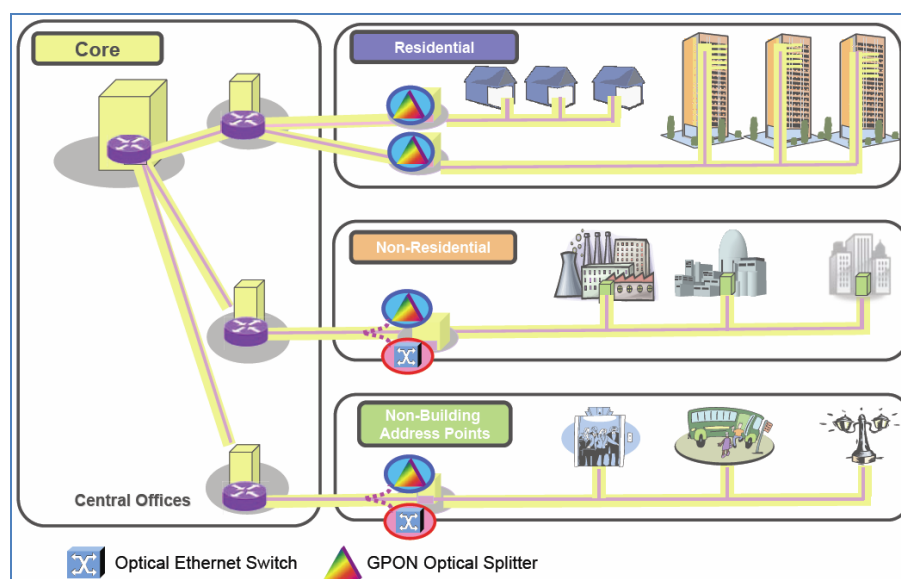 Core
Residential
Non-Residential
Non-Building
Address Points
Central Offices
Optical Ethernet Switch
GPON Optical Splitter